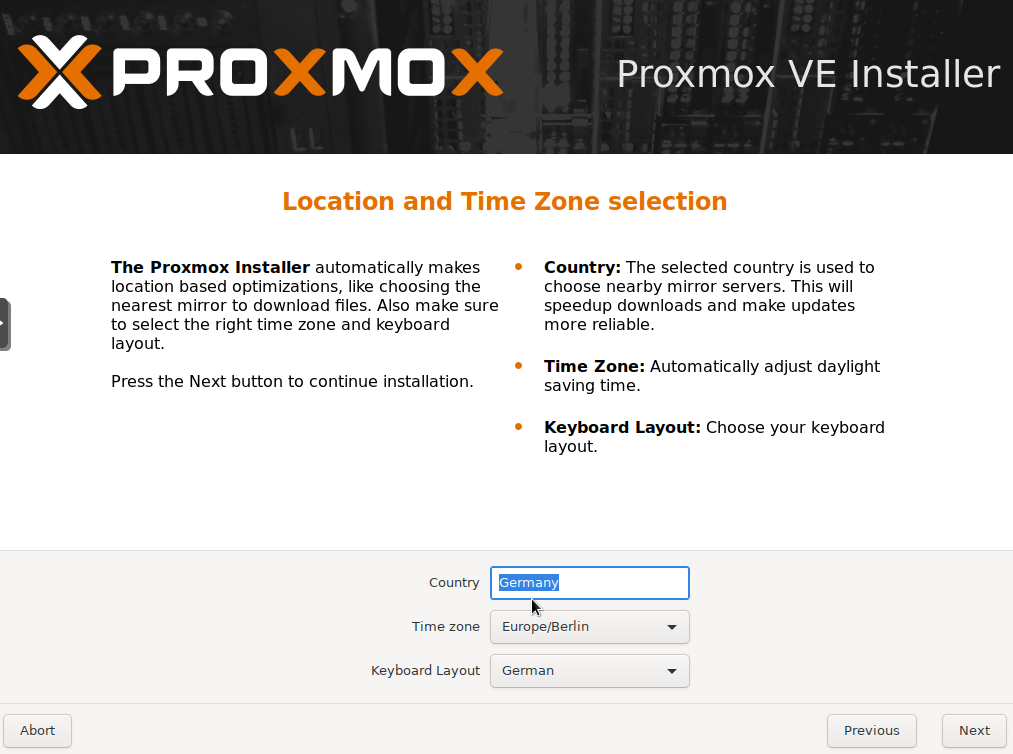 PROXMOX
Proxmox VE Installer
Location and Time Zone selection
The Proxmox Installer automatically makes
location based optimizations, like choosing the
nearest mirror to download files. Also make sure
to select the right time zone and keyboard
layout.
Press the Next button to continue installation.
Country: The selected country is used to
choose nearby mirror servers. This will
speedup downloads and make updates
more reliable.
Time Zone: Automatically adjust daylight
saving time.
Keyboard Layout: Choose your keyboard
layout.
Country Germany
Time zone Europe/Berlin
Keyboard Layout German
Abort Previous Next